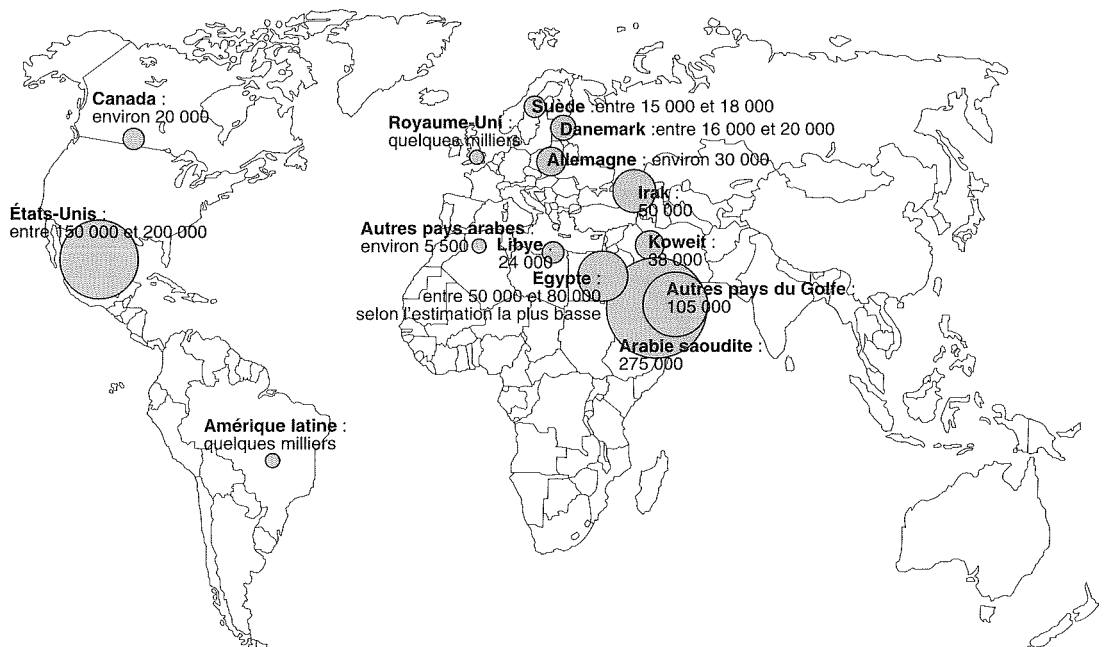 Canada :
environ 20 000
Suède :entre 15 000 et 18 000
Royaume-Uni :
quelques milliers
Danemark :entre 16 000 et 20 000
Allemagne : environ 30 000
Irak :
50 000
États-Unis :
entre 150 000 et 200 000
Autres pays arabes :
environ 5 500
Libye :
24 000
Koweit :
38 000
Egypte :
entre 50 000 et 80 000
selon l'estimation la plus basse
Autres pays du Golfe :
105 000
Arabie saoudite :
275 000
Amérique latine :
quelques milliers